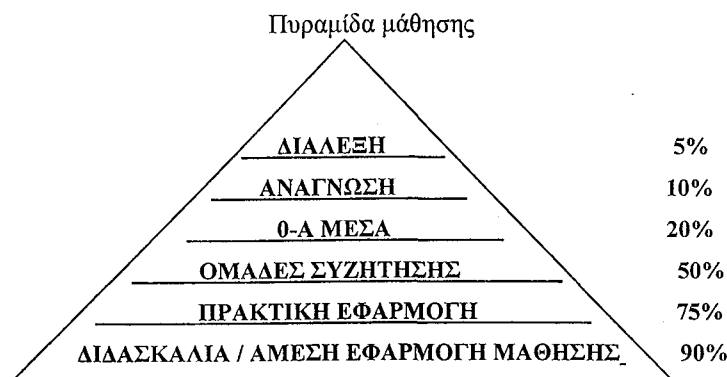 Πυραμίδα μάθησης
ΔΙΑΛΕΞΗ 5%
ΑΝΑΓΝΩΣΗ 10%
0-Α ΜΕΣΑ 20%
ΟΜΑΔΕΣ ΣΥΖΗΤΗΣΗΣ 50%
ΠΡΑΚΤΙΚΗ ΕΦΑΡΜΟΓΗ 75%
ΔΙΔΑΣΚΑΛΙΑ / ΑΜΕΣΗ ΕΦΑΡΜΟΓΗ ΜΑΘΗΣΗΣ 90%